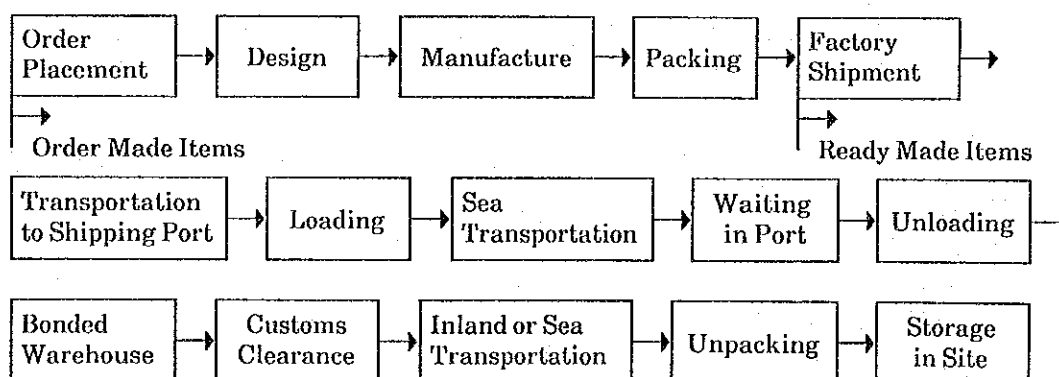 Order
Placement
Design
Manufacture
Packing
Factory
Shipment
Order Made Items
Ready Made Items
Transportation
to Shipping Port
Loading
Sea
Transportation
Waiting
in Port
Unloading
Bonded
Warehouse
Customs
Clearance
Inland or Sea
Transportation
Unpacking
Storage
in Site